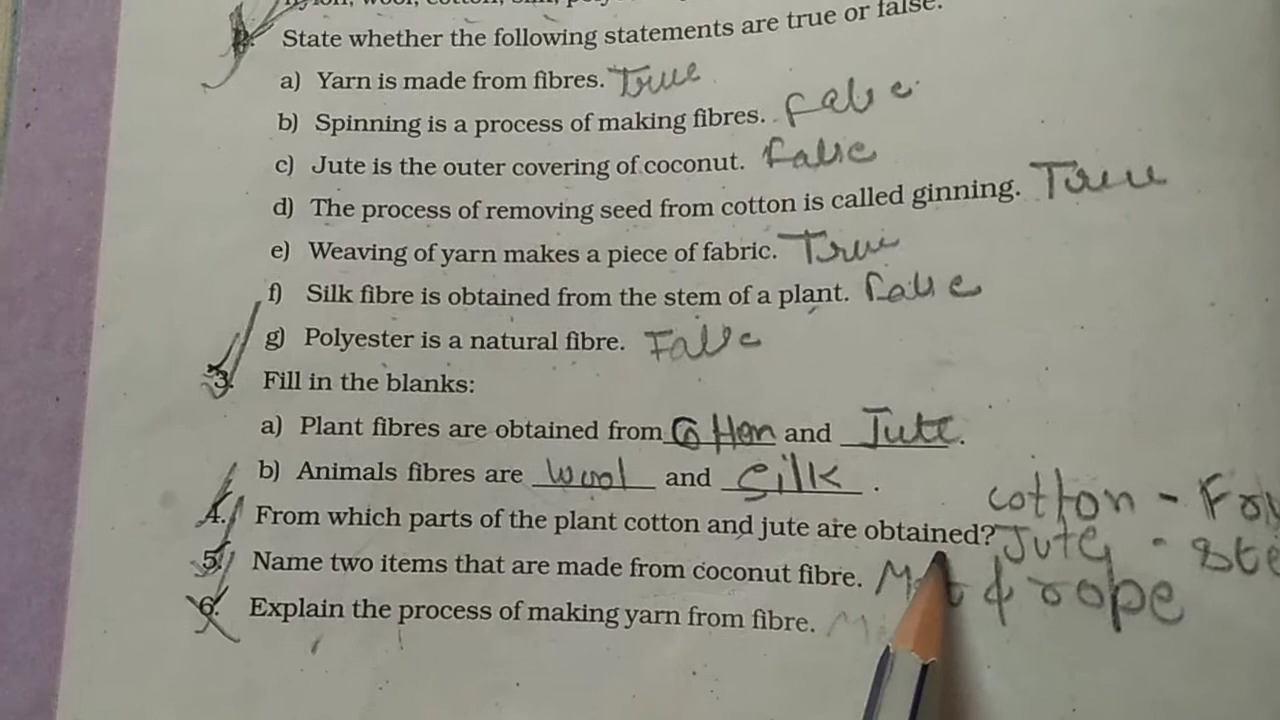 wool, cotton, silk,
State whether the following statements are true or false.
a) Yarn is made from fibres. True
b) Spinning is a process of making fibres. False
c) Jute is the outer covering of coconut. False
d) The process of removing seed from cotton is called ginning. True
e) Weaving of yarn makes a piece of fabric. True
f) Silk fibre is obtained from the stem of a plant. False
g) Polyester is a natural fibre. False
3. Fill in the blanks:
a) Plant fibres are obtained from Cotton and Jute.
b) Animals fibres are wool and silk.
cotton -
4. From which parts of the plant cotton and jute are obtained? Jute -
5. Name two items that are made from coconut fibre. Mat & rope
6. Explain the process of making yarn from fibre.